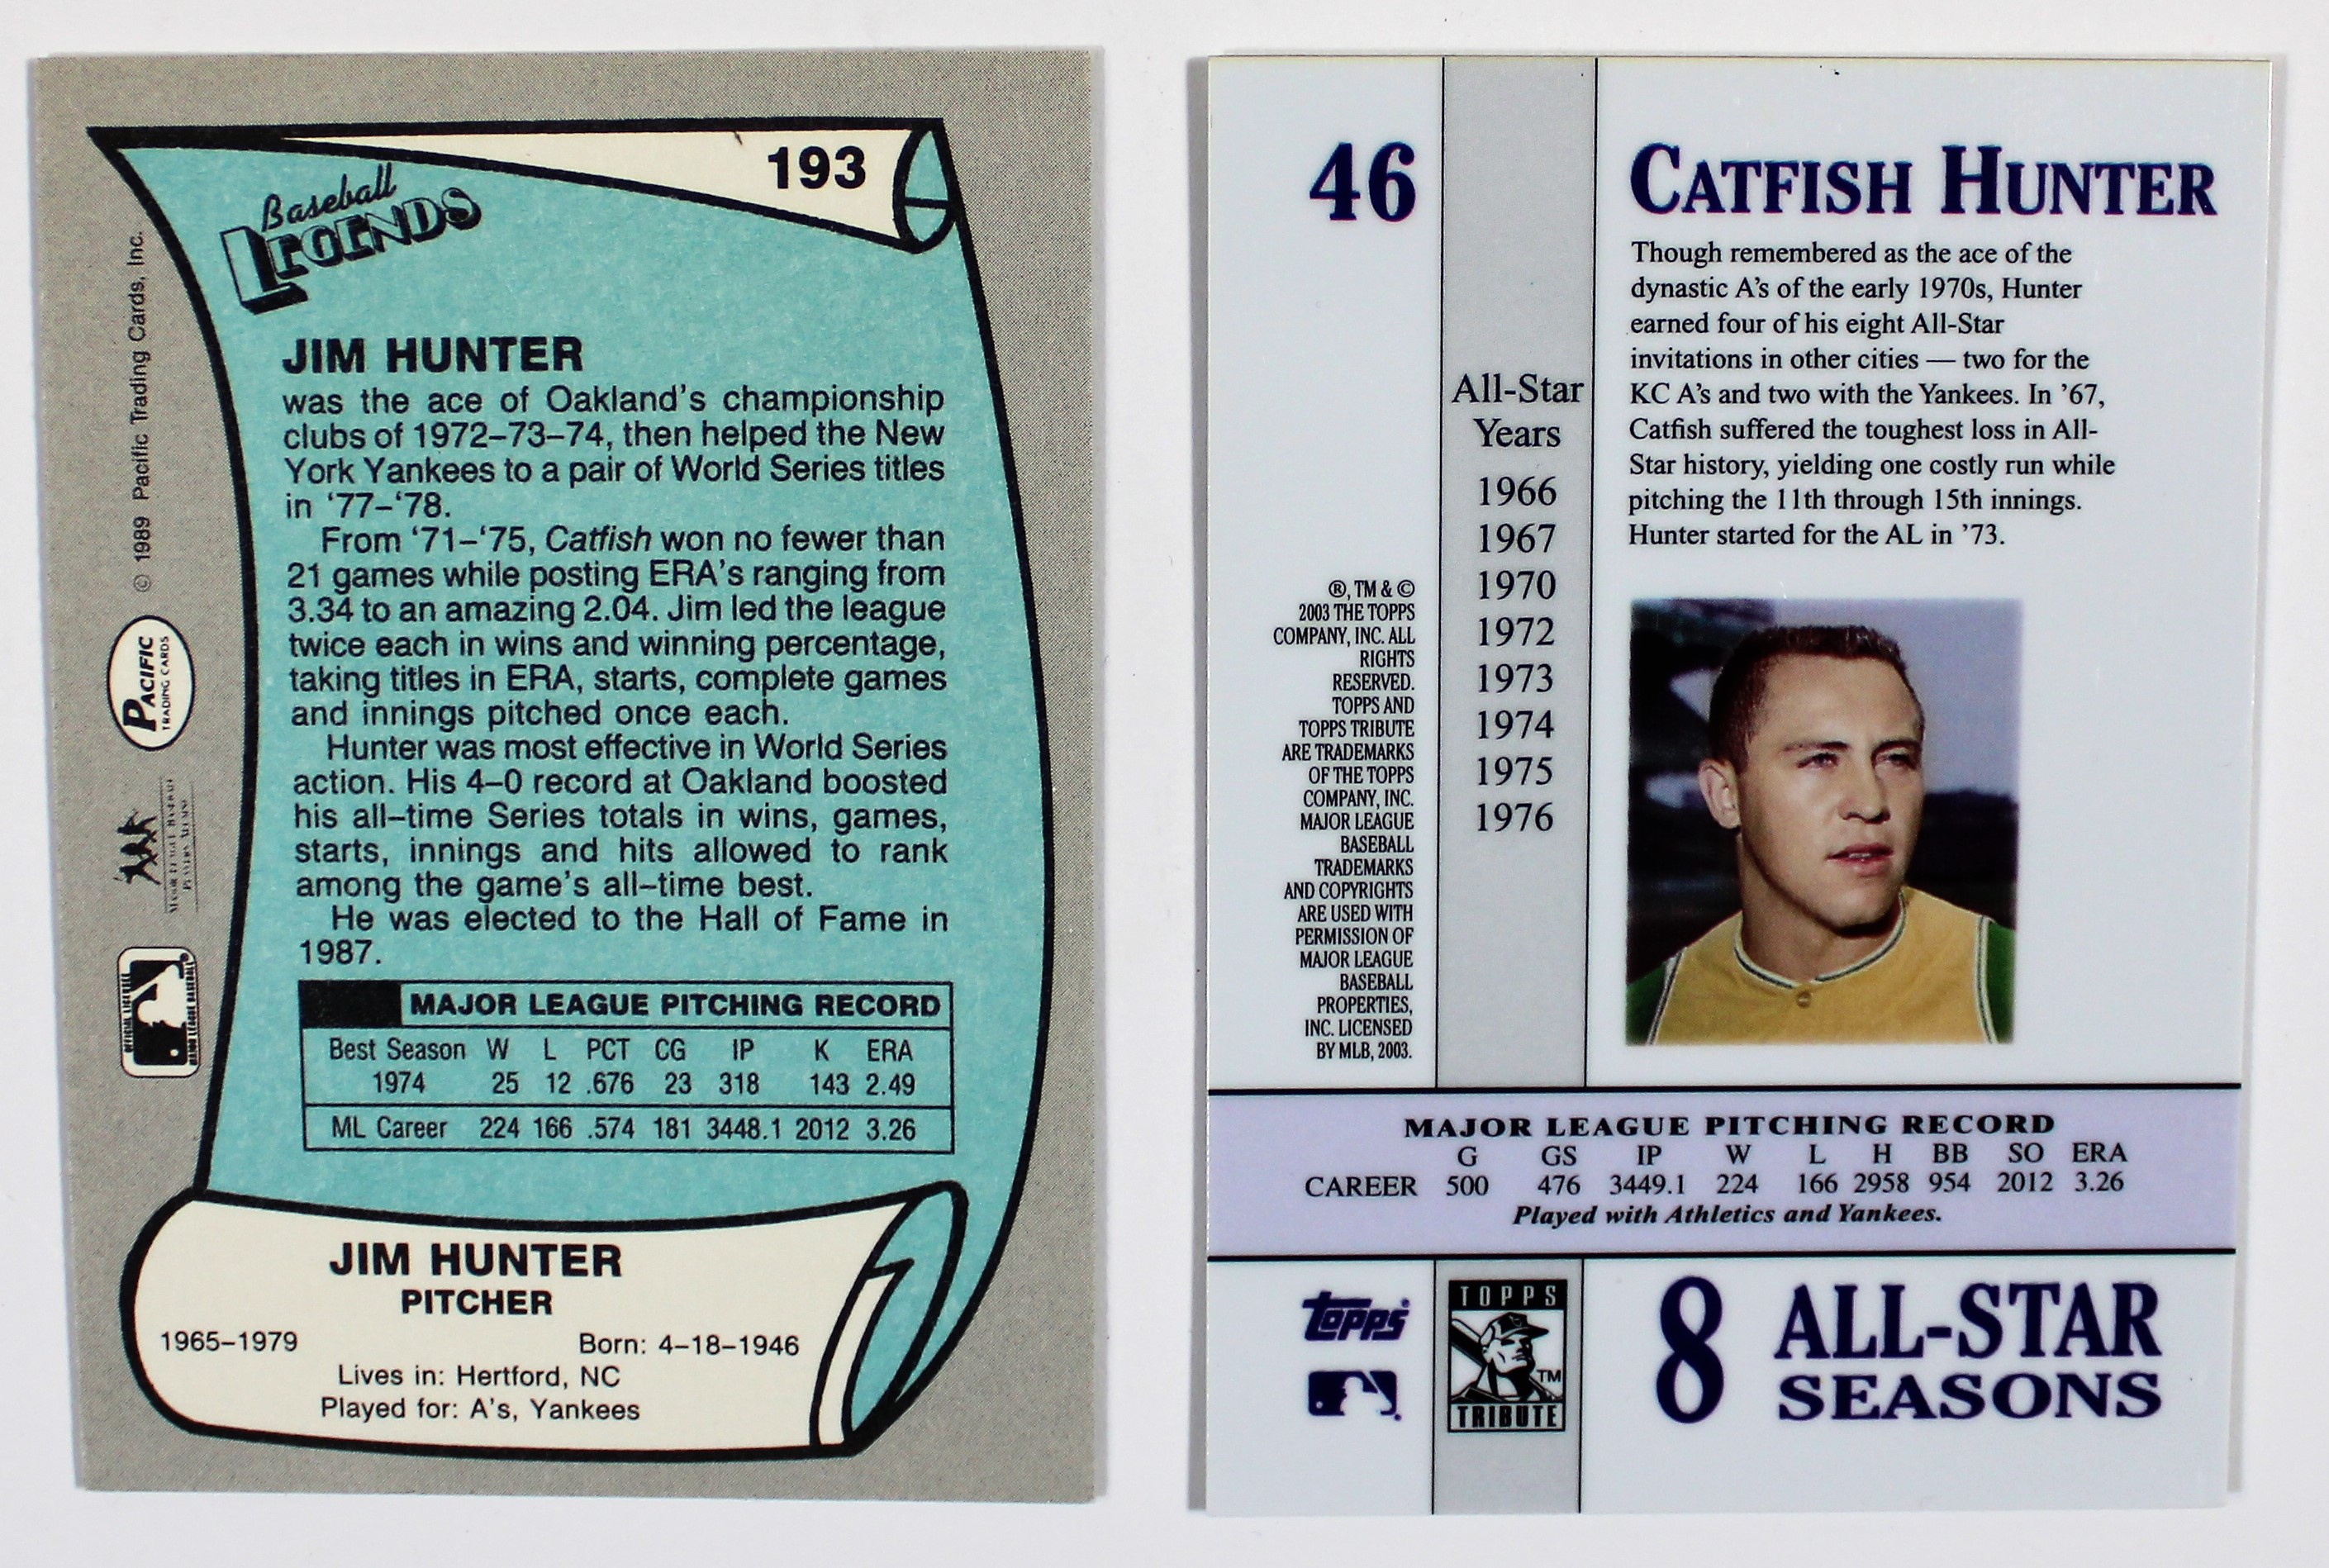 193
Baseball
LEGENDS
JIM HUNTER
was the ace of Oakland's championship
clubs of 1972–73–74, then helped the New
York Yankees to a pair of World Series titles
in '77–'78.
From '71–'75, Catfish won no fewer than
21 games while posting ERA's ranging from
3.34 to an amazing 2.04. Jim led the league
twice each in wins and winning percentage,
taking titles in ERA, starts, complete games
and innings pitched once each.
Hunter was most effective in World Series
action. His 4–0 record at Oakland boosted
his all–time Series totals in wins, games,
starts, innings and hits allowed to rank
among the game's all–time best.
He was elected to the Hall of Fame in
1987.
MAJOR LEAGUE PITCHING RECORD
Best Season W L PCT CG IP K ERA
1974 25 12 .676 23 318 143 2.49
ML Career 224 166 .574 181 3448.1 2012 3.26
JIM HUNTER
PITCHER
1965–1979 Born: 4–18–1946
Lives in: Hertford, NC
Played for: A's, Yankees
© 1989 Pacific Trading Cards, Inc.
PACIFIC
TRADING CARDS
46
CATFISH HUNTER
Though remembered as the ace of the
dynastic A's of the early 1970s, Hunter
earned four of his eight All-Star
invitations in other cities — two for the
KC A's and two with the Yankees. In '67,
Catfish suffered the toughest loss in All-
Star history, yielding one costly run while
pitching the 11th through 15th innings.
Hunter started for the AL in '73.
All-Star
Years
1966
1967
1970
1972
1973
1974
1975
1976
®, TM & ©
2003 THE TOPPS
COMPANY, INC. ALL
RIGHTS
RESERVED.
TOPPS AND
TOPPS TRIBUTE
ARE TRADEMARKS
OF THE TOPPS
COMPANY, INC.
MAJOR LEAGUE
BASEBALL
TRADEMARKS
AND COPYRIGHTS
ARE USED WITH
PERMISSION OF
MAJOR LEAGUE
BASEBALL
PROPERTIES,
INC. LICENSED
BY MLB, 2003.
MAJOR LEAGUE PITCHING RECORD
G GS IP W L H BB SO ERA
CAREER 500 476 3449.1 224 166 2958 954 2012 3.26
Played with Athletics and Yankees.
topps
TOPPS
TM
TRIBUTE
8 ALL-STAR
SEASONS